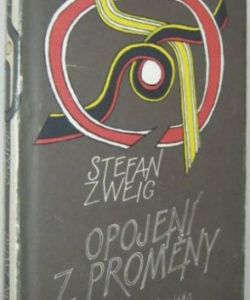 STEFAN
ZWEIG
OPOJENÍ
Z PROMĚNY